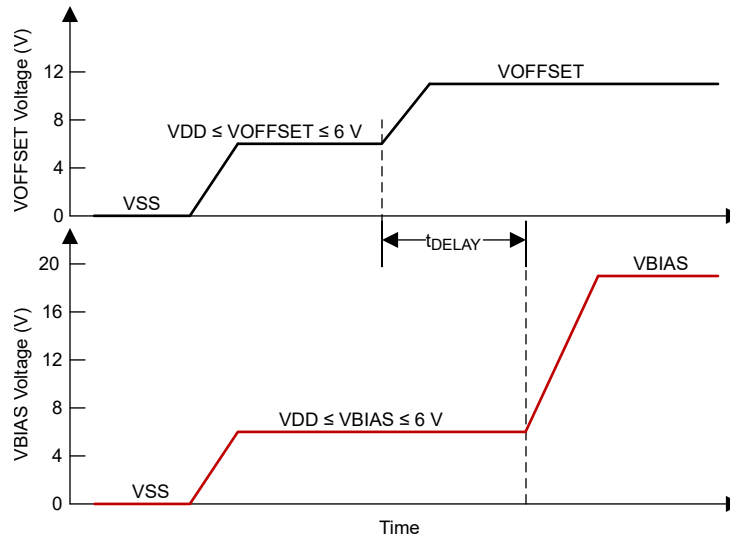 VOFFSET Voltage (V)
12
8
4
0
VSS
VDD ≤ VOFFSET ≤ 6 V
VOFFSET
tDELAY
VBIAS Voltage (V)
20
16
12
8
4
0
VSS
VDD ≤ VBIAS ≤ 6 V
VBIAS
Time